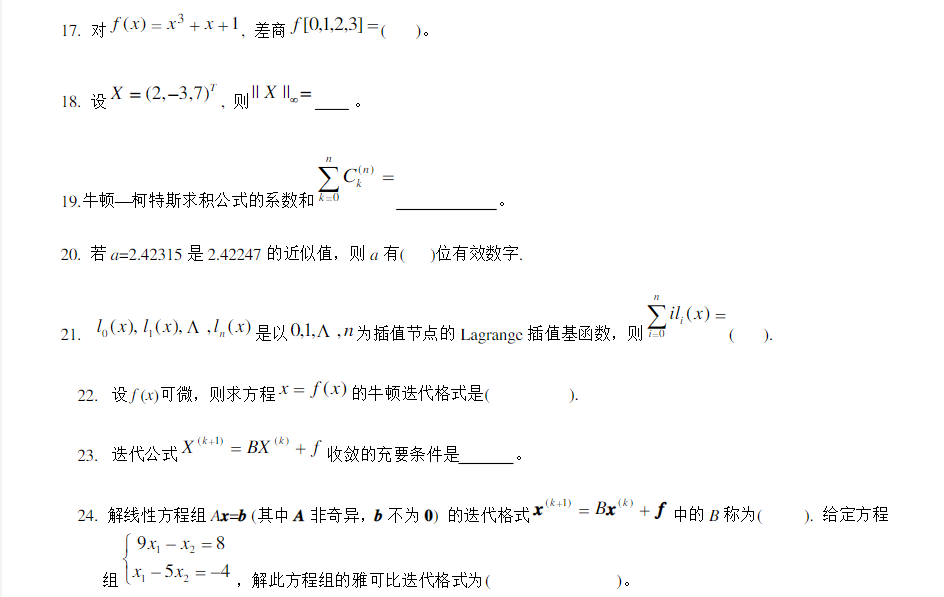 17. 对 f(x) = x³ + x + 1, 差商 f[0,1,2,3] = ( )。
18. 设 X = (2,−3,7)ᵀ, 则 || X ||∞ = ____ 。
19.牛顿—柯特斯求积公式的系数和 ∑_{k=0}^{n} C_k^{(n)} = ____________。
20. 若 a=2.42315 是 2.42247 的近似值，则 a 有( )位有效数字.
21. l₀(x), l₁(x), Λ , lₙ(x) 是以 0,1,Λ , n 为插值节点的 Lagrange 插值基函数，则 ∑_{i=0}^{n} i lᵢ(x) = ( ).
22. 设 f (x)可微，则求方程 x = f(x) 的牛顿迭代格式是( ).
23. 迭代公式 X^{(k+1)} = BX^{(k)} + f 收敛的充要条件是______。
24. 解线性方程组 Ax=b (其中 A 非奇异，b 不为 0) 的迭代格式 x^{(k+1)} = Bx^{(k)} + f 中的 B 称为( ). 给定方程
组 { 9x₁ − x₂ = 8
x₁ − 5x₂ = −4 ，解此方程组的雅可比迭代格式为( )。